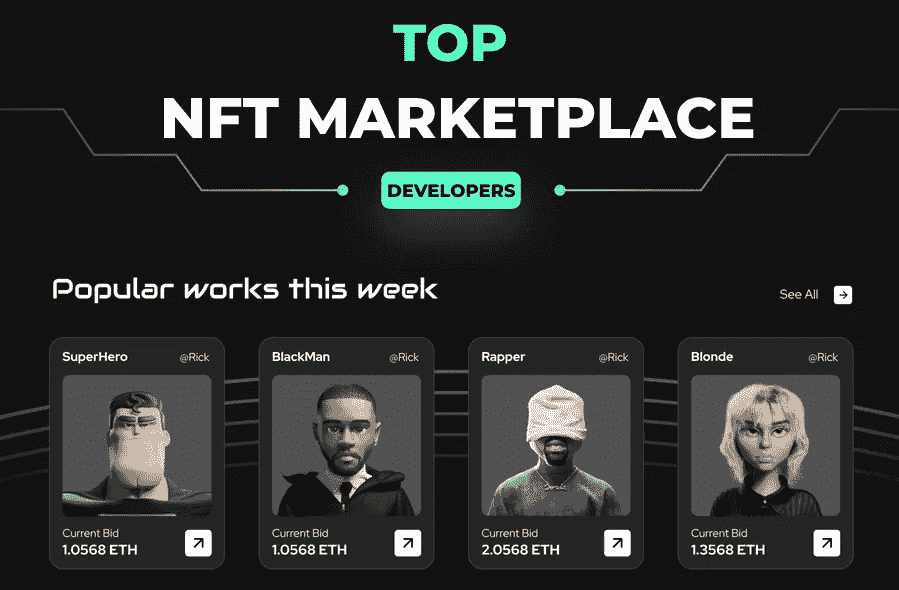 TOP
NFT MARKETPLACE
DEVELOPERS
Popular works this week
See All
SuperHero @Rick
Current Bid
1.0568 ETH
BlackMan @Rick
Current Bid
1.0568 ETH
Rapper @Rick
Current Bid
2.0568 ETH
Blonde @Rick
Current Bid
1.3568 ETH